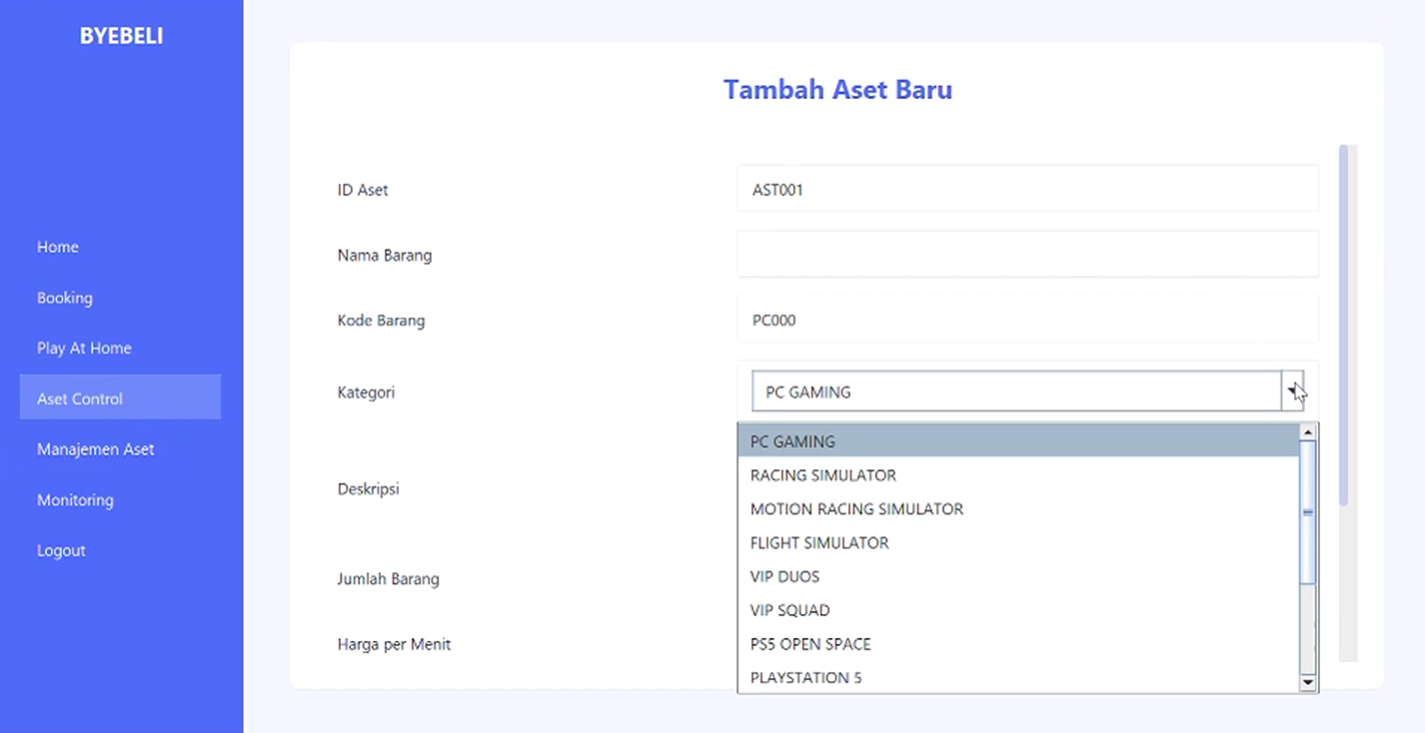 BYEBELI
Home
Booking
Play At Home
Aset Control
Manajemen Aset
Monitoring
Logout
Tambah Aset Baru
ID Aset
AST001
Nama Barang
Kode Barang
PC000
Kategori
PC GAMING
PC GAMING
RACING SIMULATOR
MOTION RACING SIMULATOR
FLIGHT SIMULATOR
VIP DUOS
VIP SQUAD
PS5 OPEN SPACE
PLAYSTATION 5
Deskripsi
Jumlah Barang
Harga per Menit